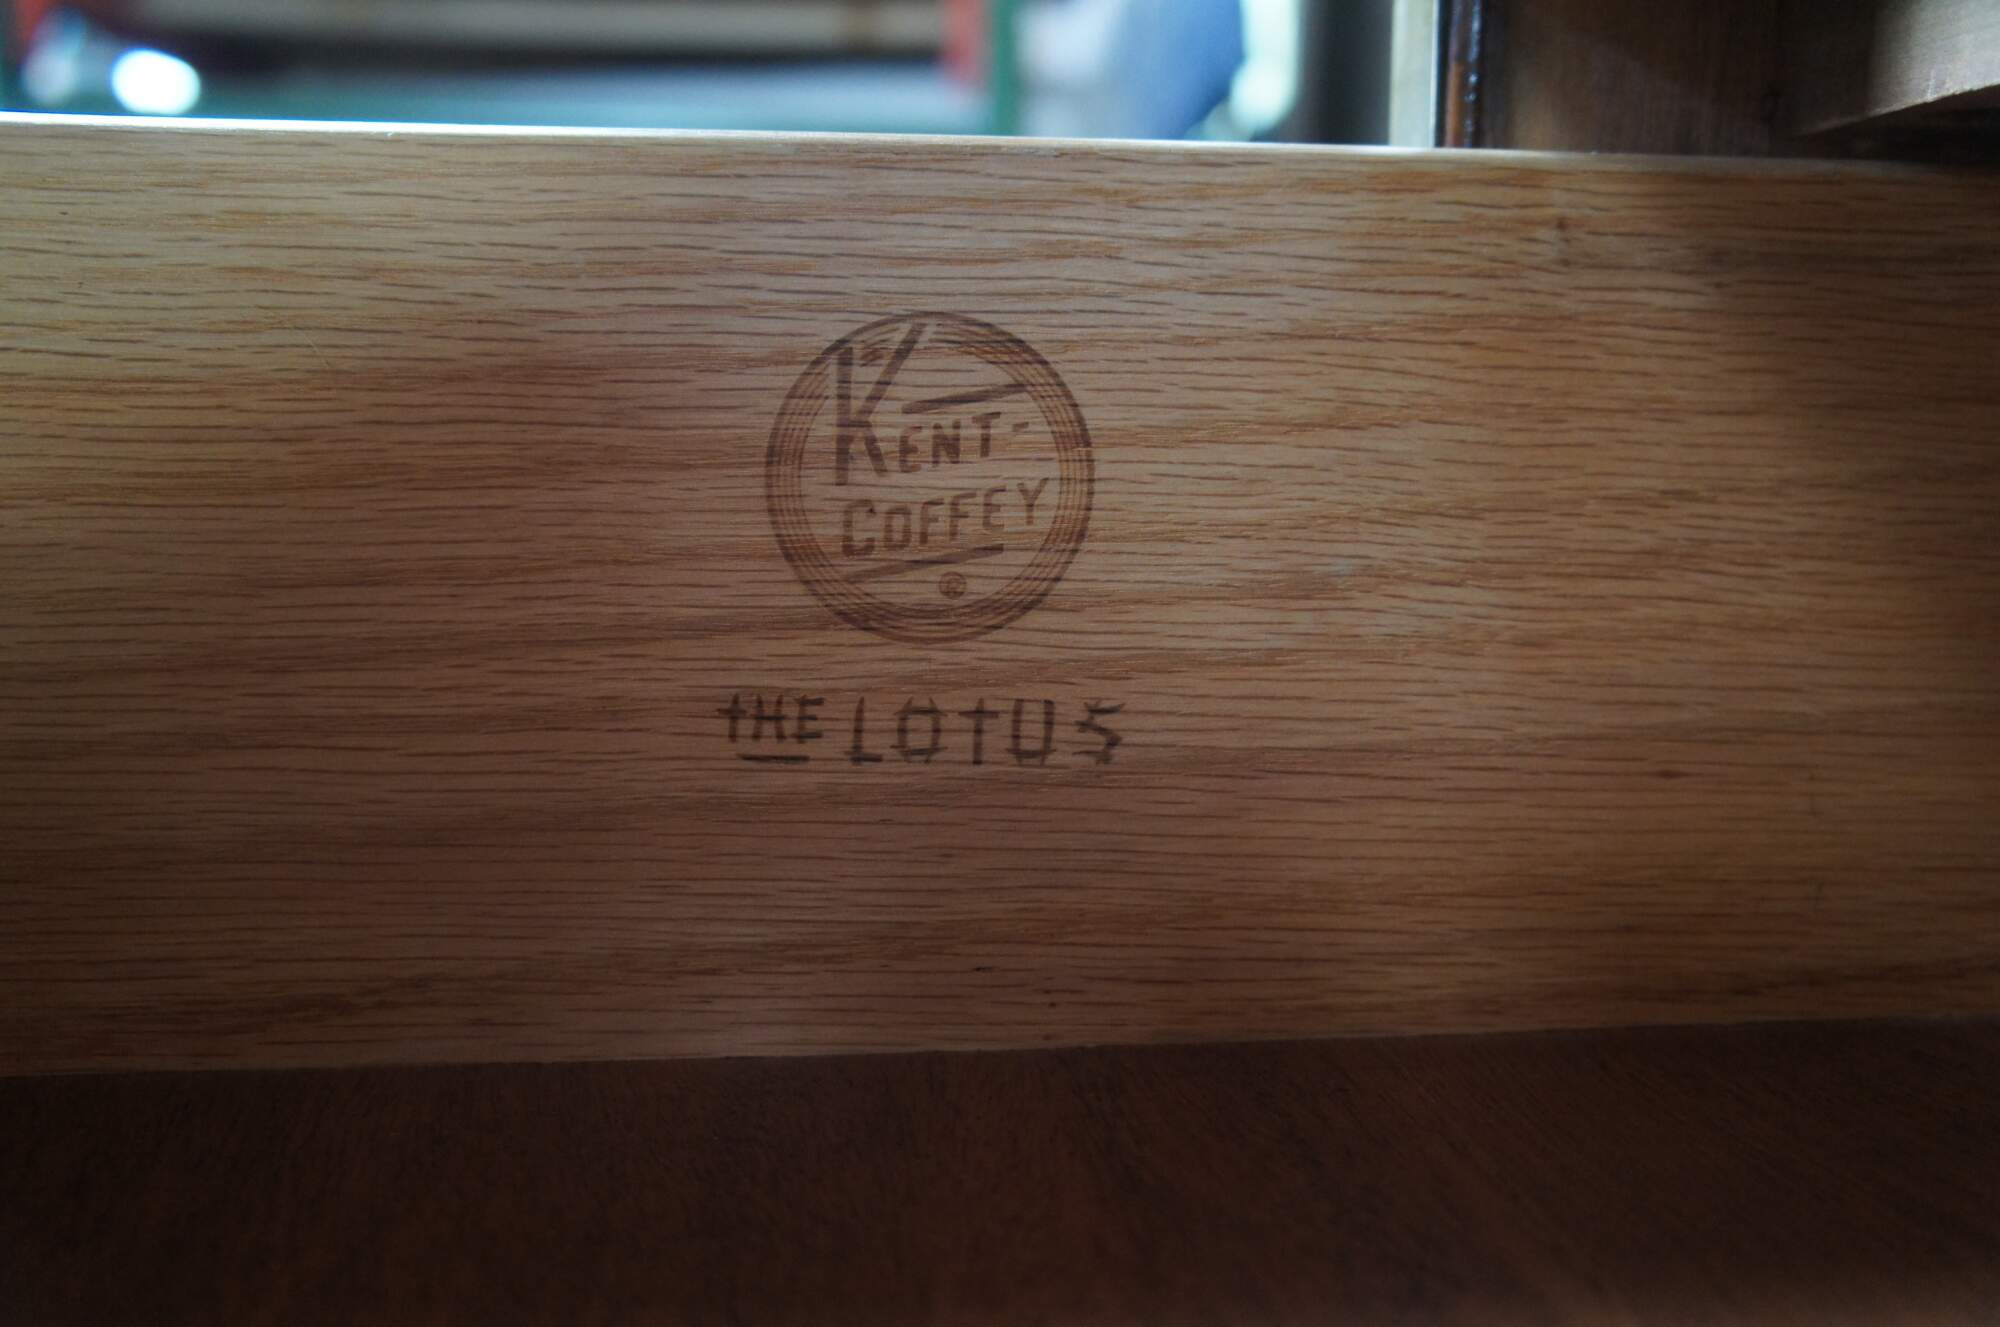 KENT-
COFFEY
®
tHE LOtUS